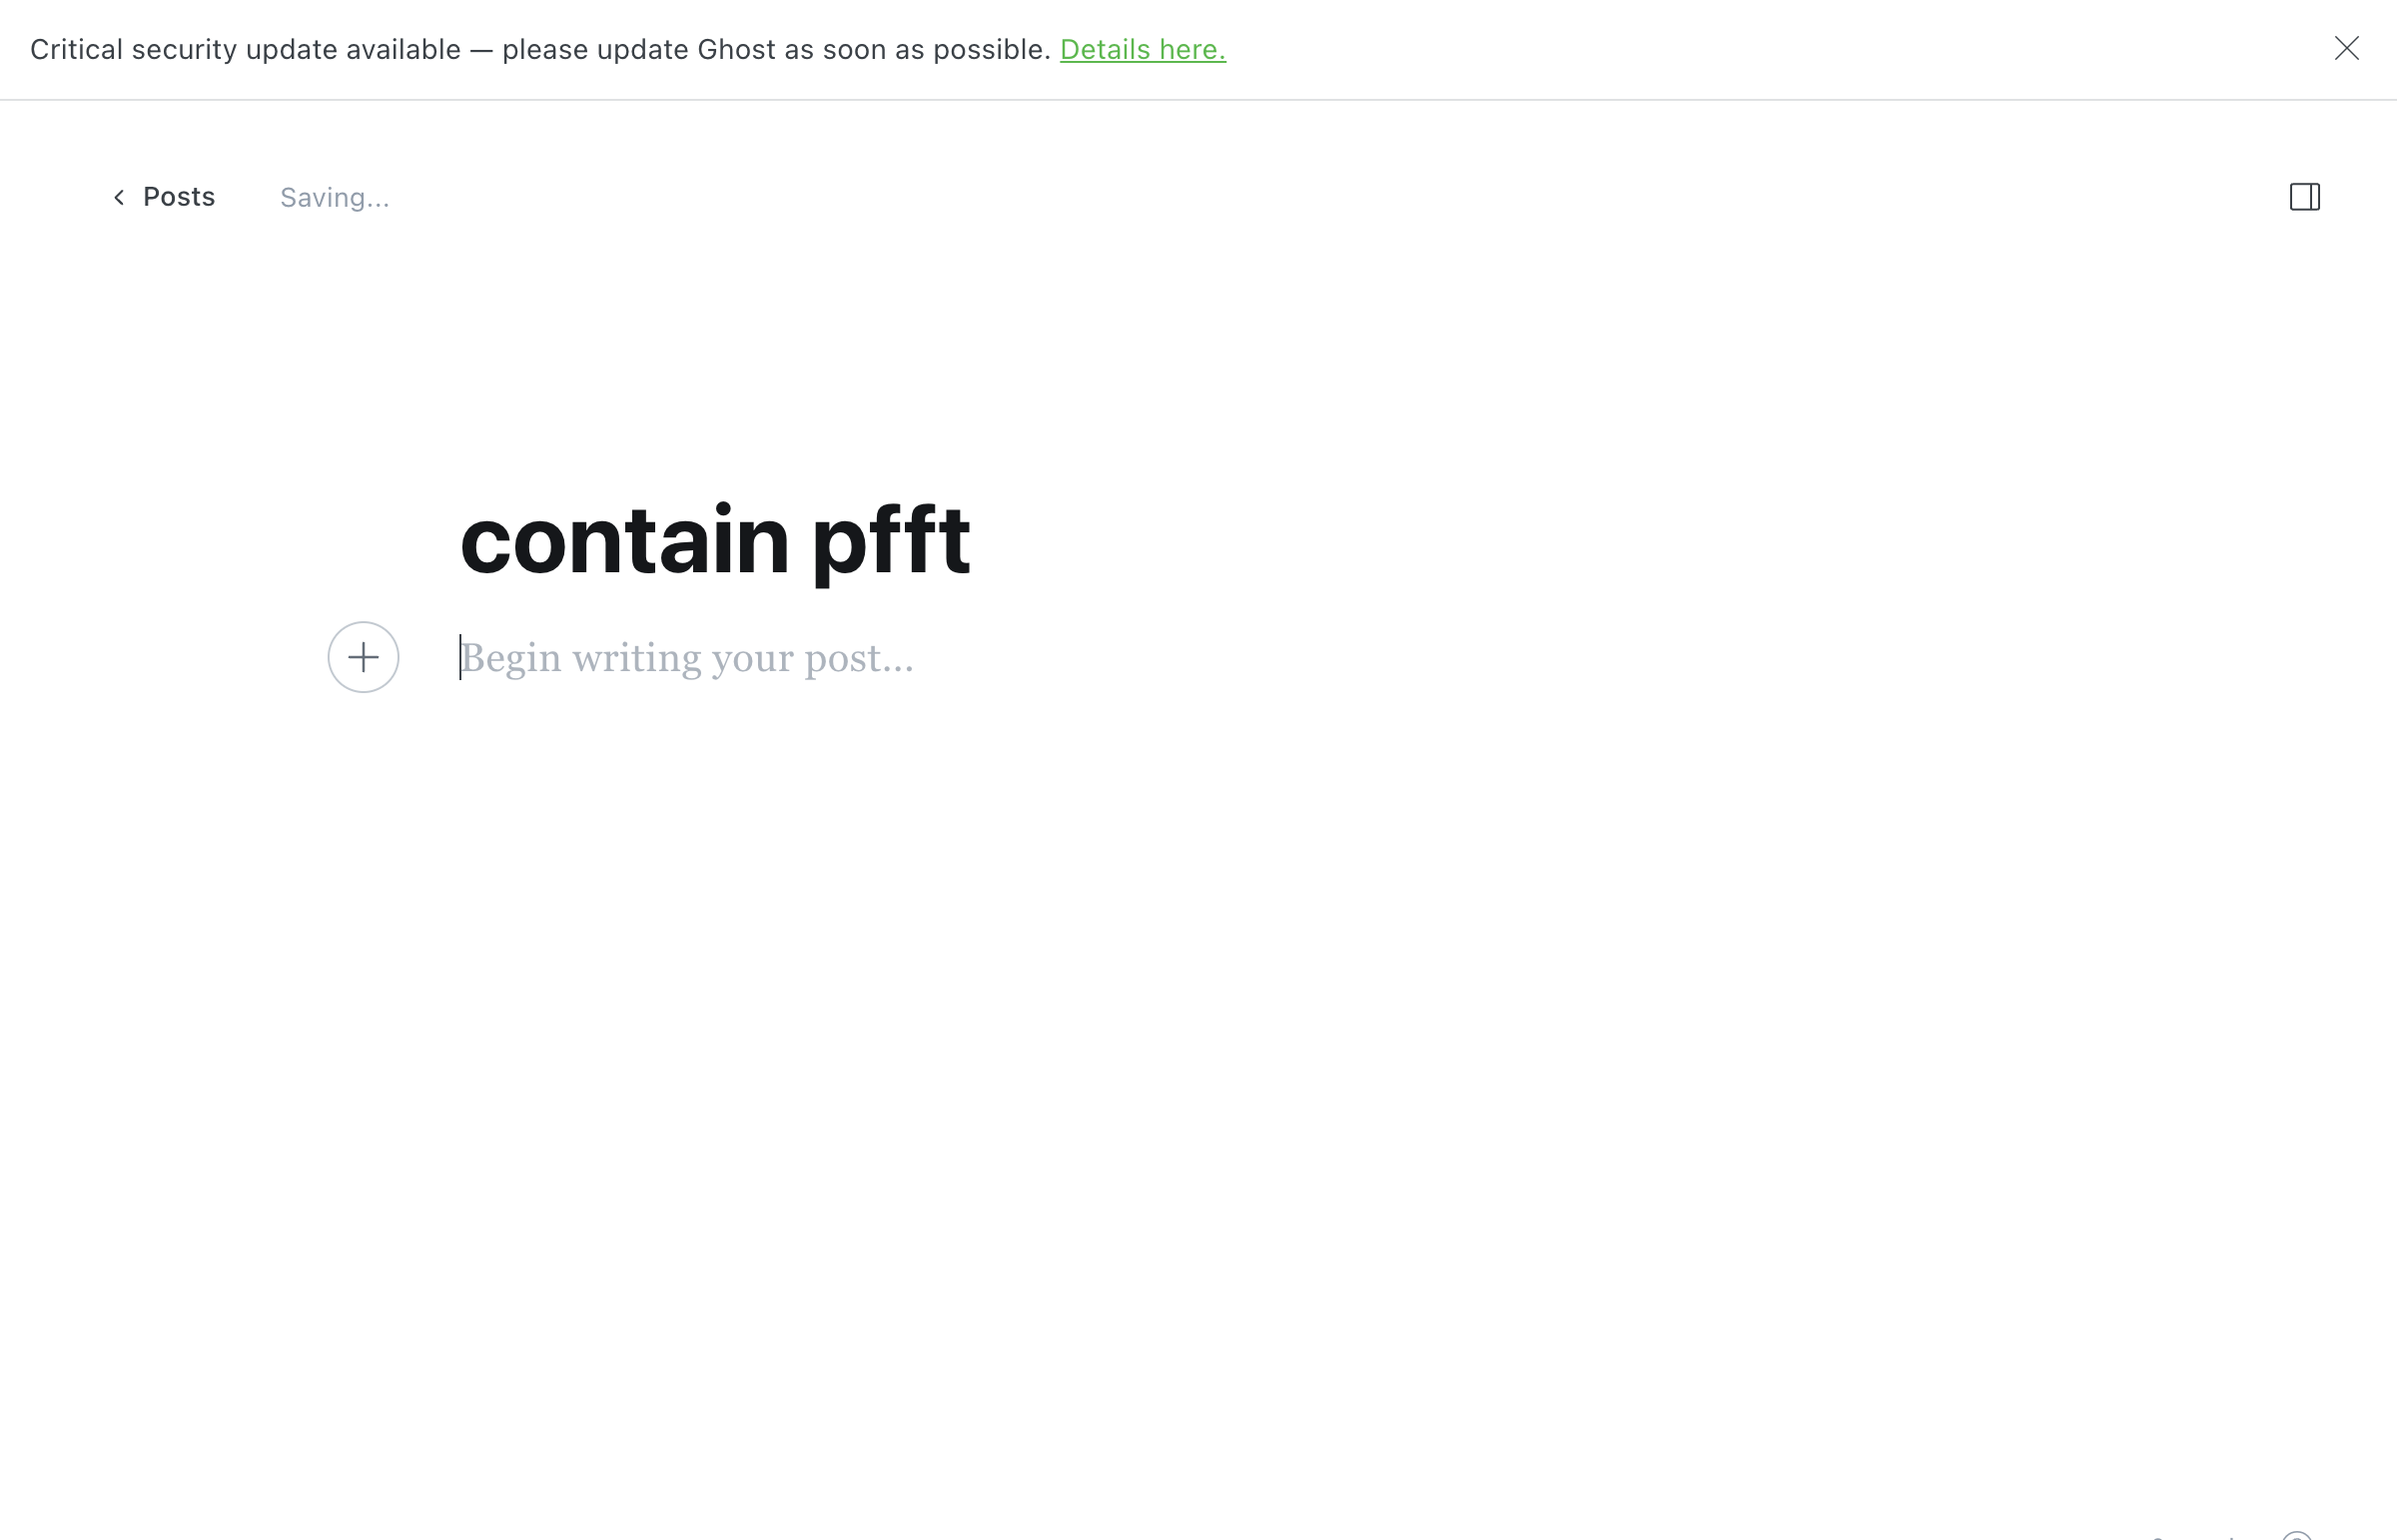 Critical security update available — please update Ghost as soon as possible. Details here.
Posts Saving...
contain pfft
Begin writing your post...